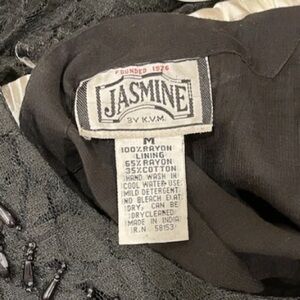 FOUNDED 1976
JASMINE
BY K.V.M.
M
100% RAYON
LINING
65% RAYON
35% COTTON
HAND WASH IN
COOL WATER USE
MILD DETERGENT
NO BLEACH FLAT
DRY, CAN BE
DRYCLEANED
MADE IN INDIA
R.N 58153